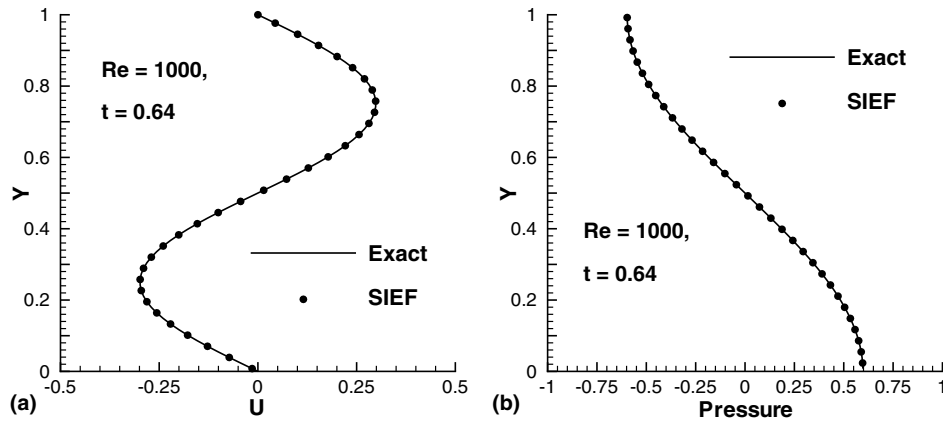 1
0.8
0.6
0.4
0.2
0
Y
Re = 1000,
t = 0.64
Exact
SIEF
-0.5
-0.25
0
0.25
0.5
(a)
U
1
0.8
0.6
0.4
0.2
0
Y
Exact
SIEF
Re = 1000,
t = 0.64
-1
-0.75
-0.5
-0.25
0
0.25
0.5
0.75
1
(b)
Pressure